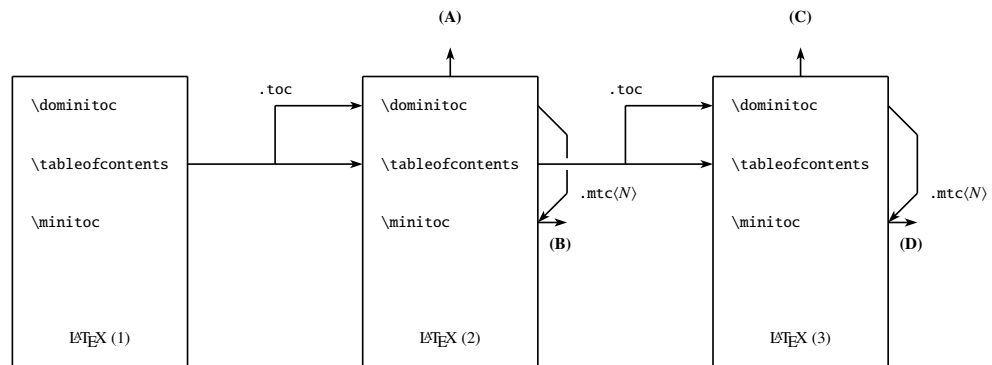 (A) (C)
.toc .toc
\dominitoc \dominitoc \dominitoc
\tableofcontents \tableofcontents \tableofcontents
.mtc⟨N⟩ .mtc⟨N⟩
\minitoc \minitoc \minitoc
(B) (D)
LATEX (1) LATEX (2) LATEX (3)